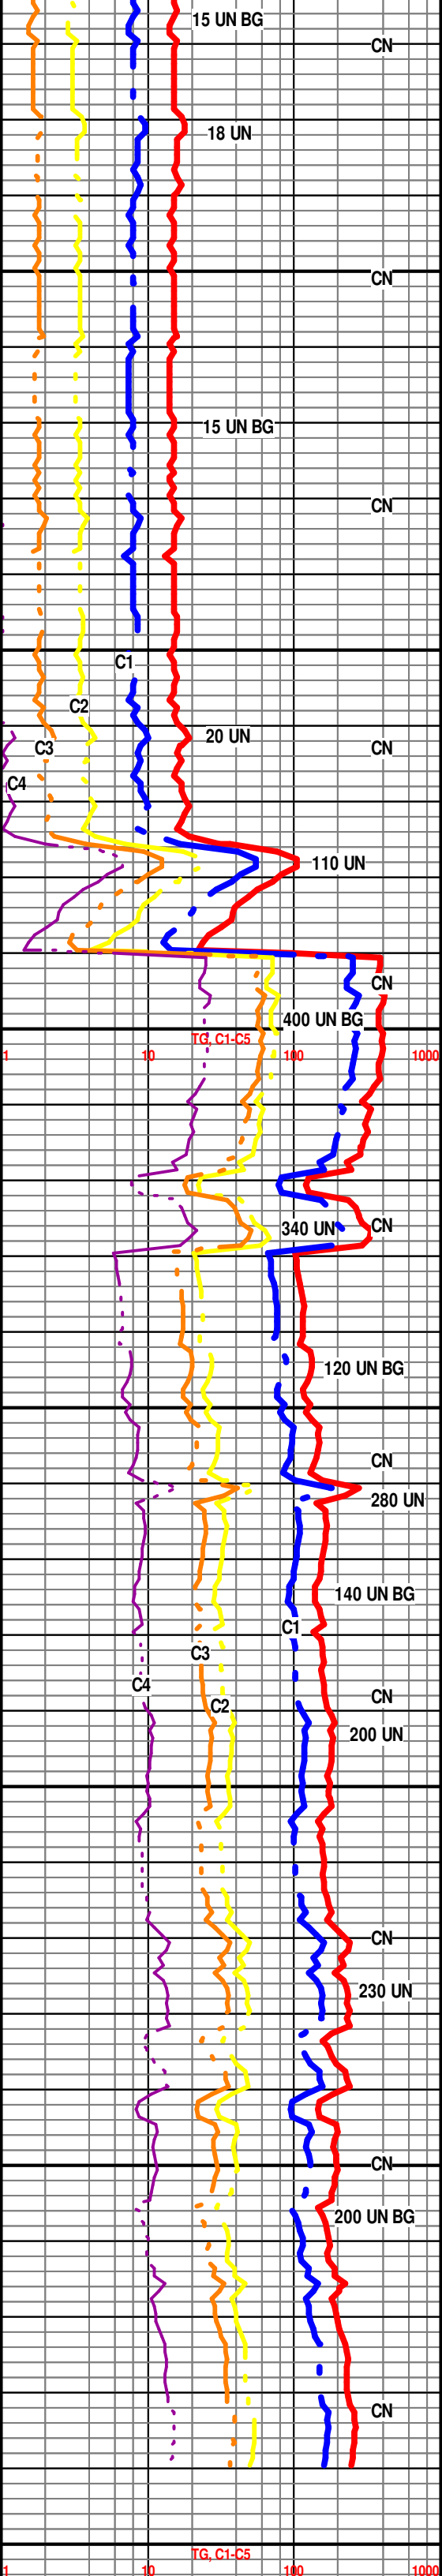 15 UN BG
CN
18 UN
CN
15 UN BG
CN
C1
C2
20 UN
C3
CN
C4
110 UN
CN
400 UN BG
TG, C1-C5
1 10 100 1000
340 UN
CN
120 UN BG
CN
280 UN
140 UN BG
C1
C3
C4
CN
C2
200 UN
CN
230 UN
CN
200 UN BG
CN
TG, C1-C5
10 100 1000